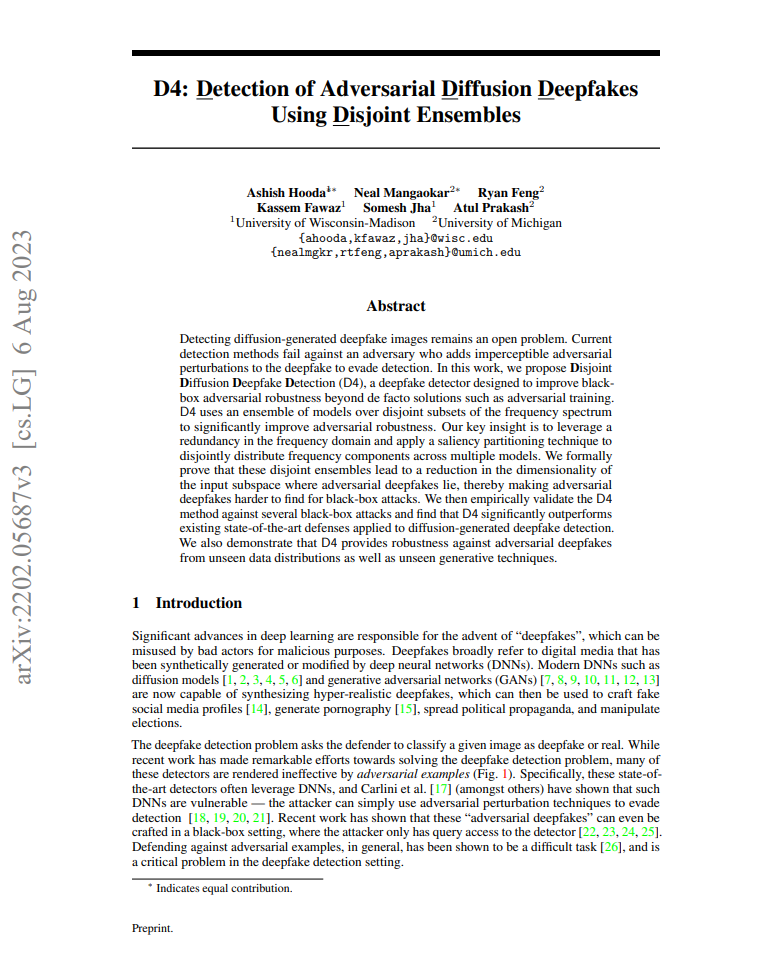 D4: Detection of Adversarial Diffusion Deepfakes
Using Disjoint Ensembles
Ashish Hooda¹* Neal Mangaokar²* Ryan Feng²
Kassem Fawaz¹ Somesh Jha¹ Atul Prakash²
¹University of Wisconsin-Madison ²University of Michigan
{ahooda,kfawaz,jha}@wisc.edu
{nealmgkr,rtfeng,aprakash}@umich.edu
arXiv:2202.05687v3 [cs.LG] 6 Aug 2023
Abstract
Detecting diffusion-generated deepfake images remains an open problem. Current
detection methods fail against an adversary who adds imperceptible adversarial
perturbations to the deepfake to evade detection. In this work, we propose Disjoint
Diffusion Deepfake Detection (D4), a deepfake detector designed to improve black-
box adversarial robustness beyond de facto solutions such as adversarial training.
D4 uses an ensemble of models over disjoint subsets of the frequency spectrum
to significantly improve adversarial robustness. Our key insight is to leverage a
redundancy in the frequency domain and apply a saliency partitioning technique to
disjointly distribute frequency components across multiple models. We formally
prove that these disjoint ensembles lead to a reduction in the dimensionality of
the input subspace where adversarial deepfakes lie, thereby making adversarial
deepfakes harder to find for black-box attacks. We then empirically validate the D4
method against several black-box attacks and find that D4 significantly outperforms
existing state-of-the-art defenses applied to diffusion-generated deepfake detection.
We also demonstrate that D4 provides robustness against adversarial deepfakes
from unseen data distributions as well as unseen generative techniques.
1 Introduction
Significant advances in deep learning are responsible for the advent of “deepfakes”, which can be
misused by bad actors for malicious purposes. Deepfakes broadly refer to digital media that has
been synthetically generated or modified by deep neural networks (DNNs). Modern DNNs such as
diffusion models [1, 2, 3, 4, 5, 6] and generative adversarial networks (GANs) [7, 8, 9, 10, 11, 12, 13]
are now capable of synthesizing hyper-realistic deepfakes, which can then be used to craft fake
social media profiles [14], generate pornography [15], spread political propaganda, and manipulate
elections.
The deepfake detection problem asks the defender to classify a given image as deepfake or real. While
recent work has made remarkable efforts towards solving the deepfake detection problem, many of
these detectors are rendered ineffective by adversarial examples (Fig. 1). Specifically, these state-of-
the-art detectors often leverage DNNs, and Carlini et al. [17] (amongst others) have shown that such
DNNs are vulnerable — the attacker can simply use adversarial perturbation techniques to evade
detection [18, 19, 20, 21]. Recent work has shown that these “adversarial deepfakes” can even be
crafted in a black-box setting, where the attacker only has query access to the detector [22, 23, 24, 25].
Defending against adversarial examples, in general, has been shown to be a difficult task [26], and is
a critical problem in the deepfake detection setting.
* Indicates equal contribution.
Preprint.